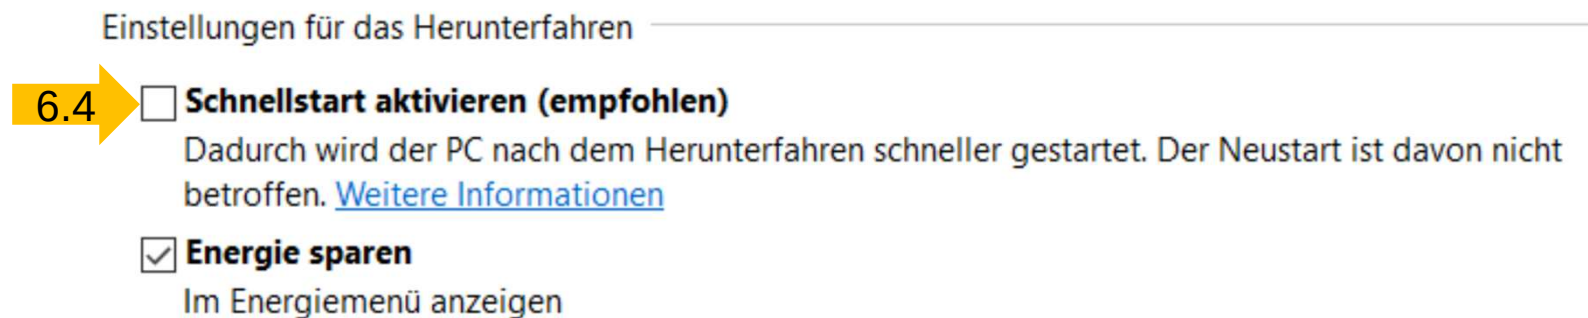 Einstellungen für das Herunterfahren
6.4
Schnellstart aktivieren (empfohlen)
Dadurch wird der PC nach dem Herunterfahren schneller gestartet. Der Neustart ist davon nicht
betroffen. Weitere Informationen
Energie sparen
Im Energiemenü anzeigen